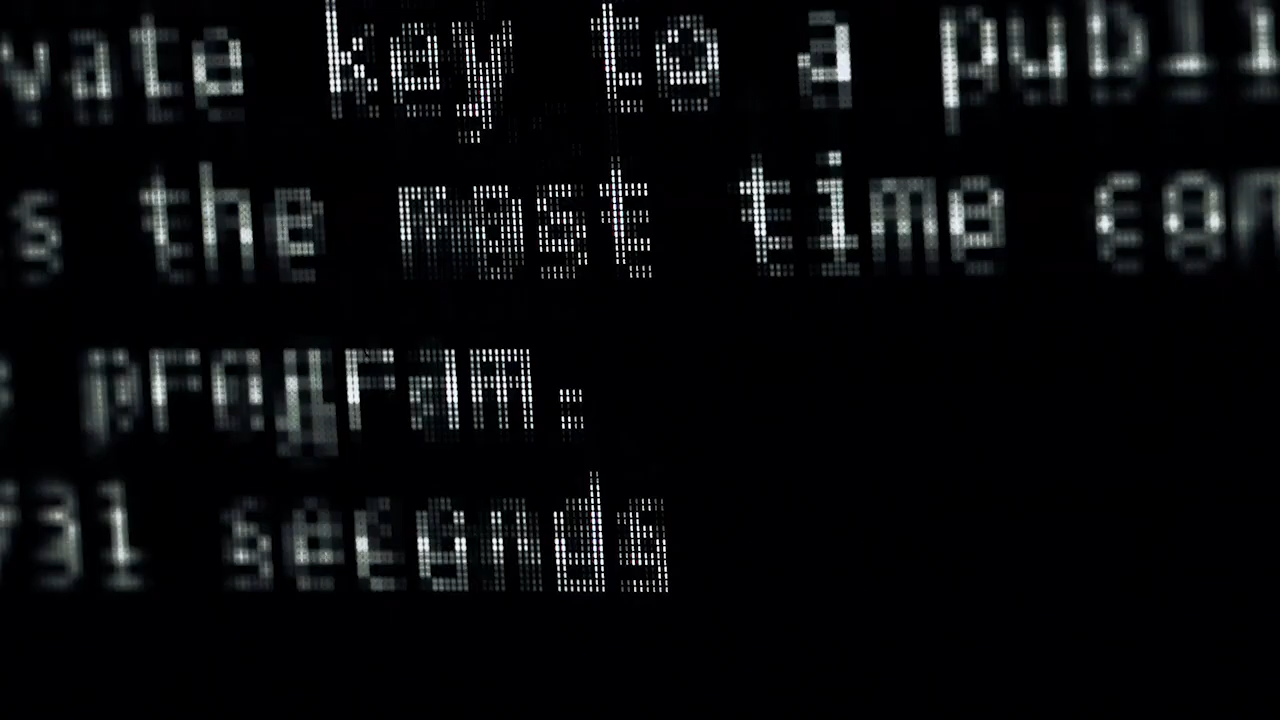 vate key to a publi
s the most time con
program.
731 seconds